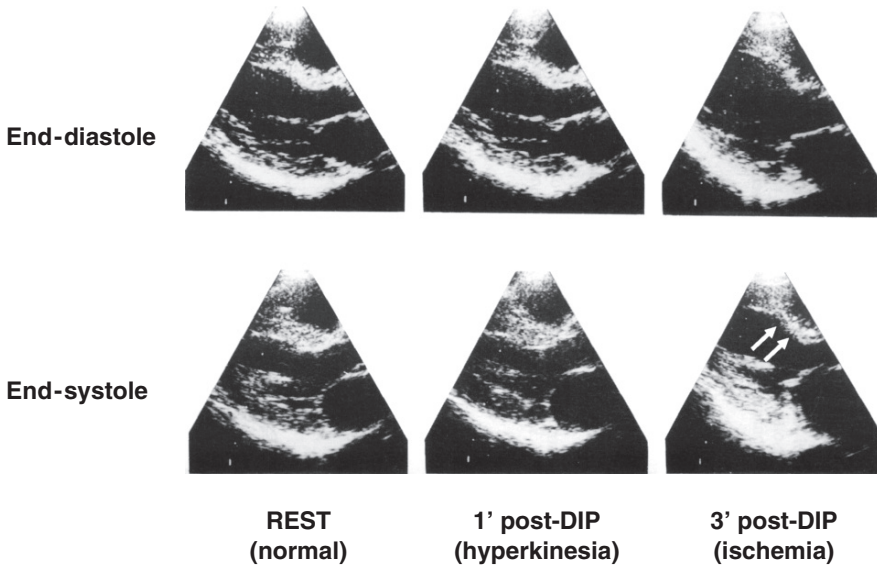 End-diastole
End-systole
REST
(normal)
1’ post-DIP
(hyperkinesia)
3’ post-DIP
(ischemia)